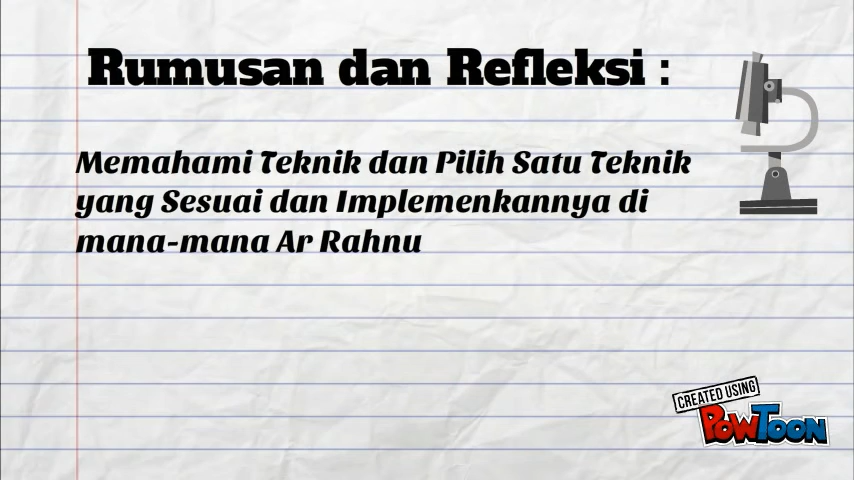 Rumusan dan Refleksi :
Memahami Teknik dan Pilih Satu Teknik
yang Sesuai dan Implemenkannya di
mana-mana Ar Rahnu
CREATED USING
POWTOON